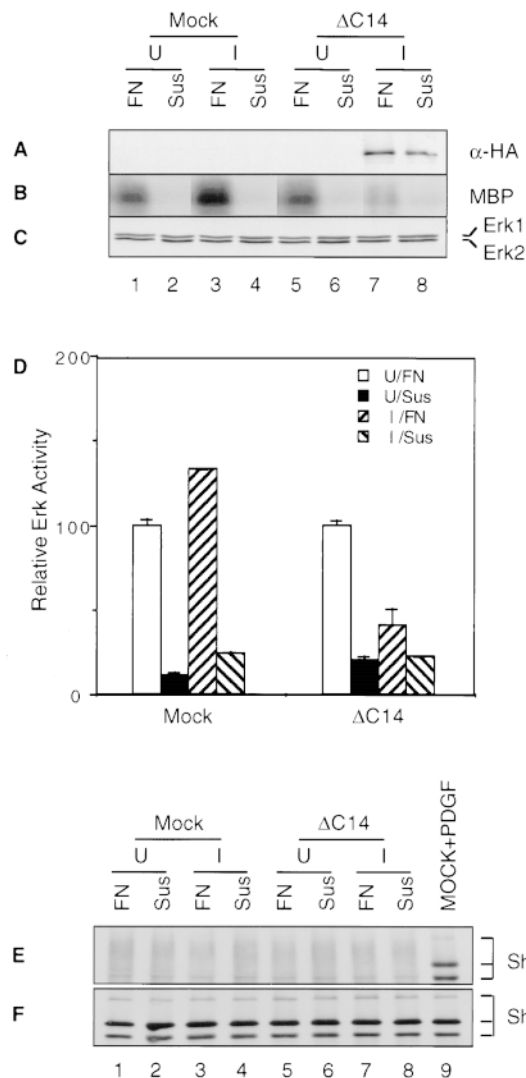 Mock ΔC14
U I U I
FN Sus FN Sus FN Sus FN Sus
A α-HA
B MBP
C Erk1
Erk2
1 2 3 4 5 6 7 8
D 200
U/FN
U/Sus
I/FN
I/Sus
100
Relative Erk Activity
0
Mock ΔC14
Mock ΔC14 MOCK+PDGF
U I U I
FN Sus FN Sus FN Sus FN Sus
E Sh
F Sh
1 2 3 4 5 6 7 8 9